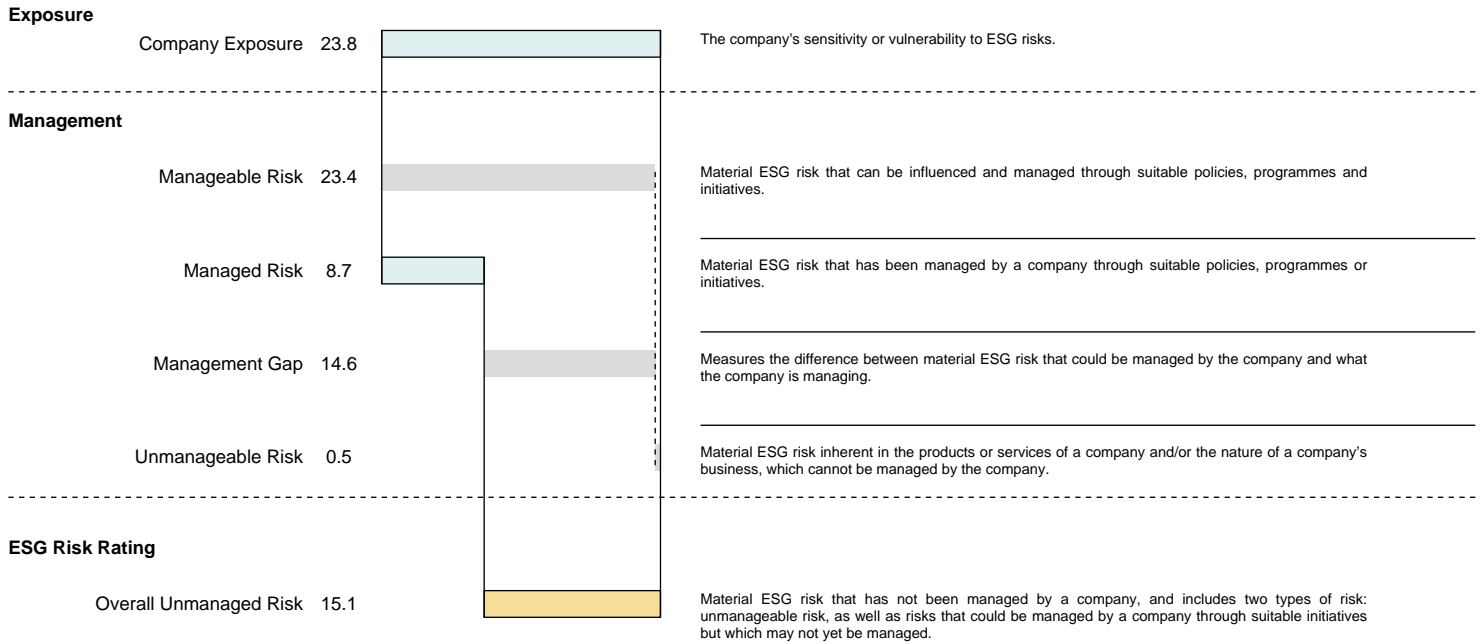 Exposure
Company Exposure 23.8
The company’s sensitivity or vulnerability to ESG risks.
Management
Manageable Risk 23.4
Material ESG risk that can be influenced and managed through suitable policies, programmes and
initiatives.
Managed Risk 8.7
Material ESG risk that has been managed by a company through suitable policies, programmes or
initiatives.
Management Gap 14.6
Measures the difference between material ESG risk that could be managed by the company and what
the company is managing.
Unmanageable Risk 0.5
Material ESG risk inherent in the products or services of a company and/or the nature of a company’s
business, which cannot be managed by the company.
ESG Risk Rating
Overall Unmanaged Risk 15.1
Material ESG risk that has not been managed by a company, and includes two types of risk:
unmanageable risk, as well as risks that could be managed by a company through suitable initiatives
but which may not yet be managed.